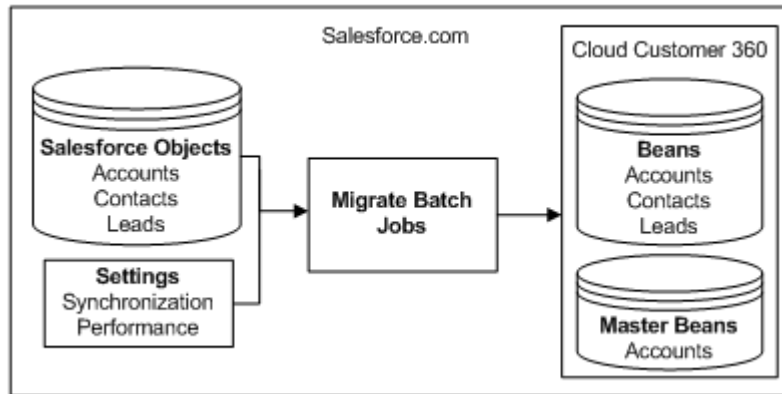 Salesforce.com
Cloud Customer 360
Salesforce Objects
Accounts
Contacts
Leads
Settings
Synchronization
Performance
Migrate Batch
Jobs
Beans
Accounts
Contacts
Leads
Master Beans
Accounts